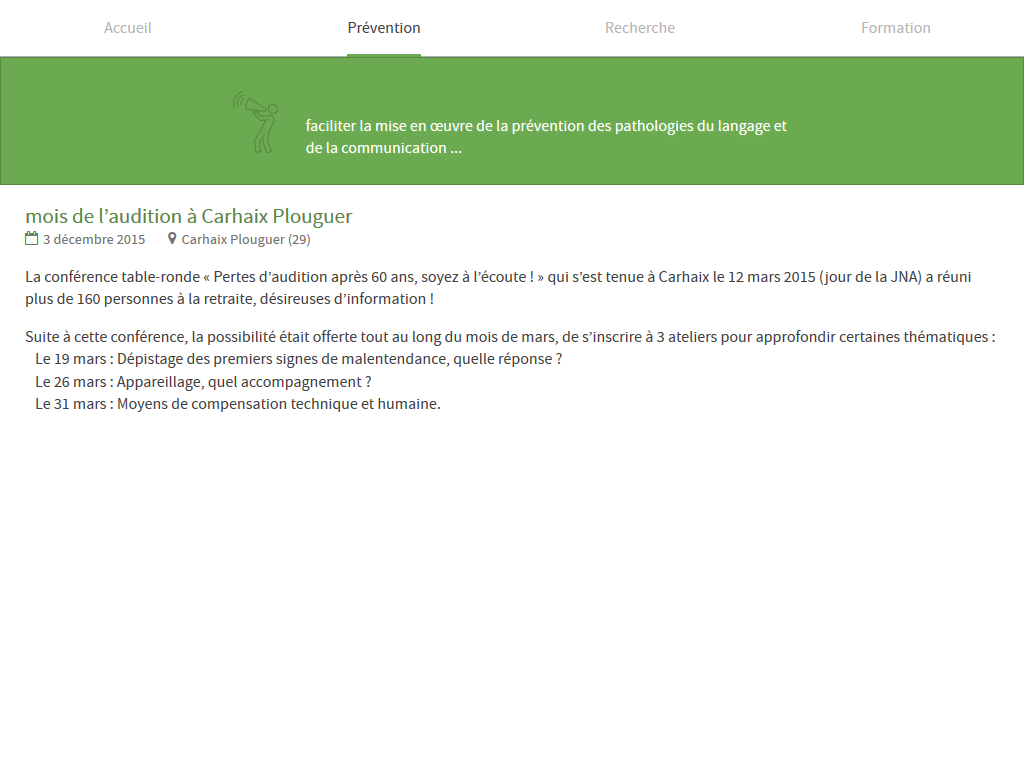 Accueil
Prévention
Recherche
Formation
faciliter la mise en œuvre de la prévention des pathologies du langage et
de la communication ...
mois de l’audition à Carhaix Plouguer
3 décembre 2015 Carhaix Plouguer (29)
La conférence table-ronde « Pertes d’audition après 60 ans, soyez à l’écoute ! » qui s’est tenue à Carhaix le 12 mars 2015 (jour de la JNA) a réuni
plus de 160 personnes à la retraite, désireuses d’information !
Suite à cette conférence, la possibilité était offerte tout au long du mois de mars, de s’inscrire à 3 ateliers pour approfondir certaines thématiques :
Le 19 mars : Dépistage des premiers signes de malentendance, quelle réponse ?
Le 26 mars : Appareillage, quel accompagnement ?
Le 31 mars : Moyens de compensation technique et humaine.